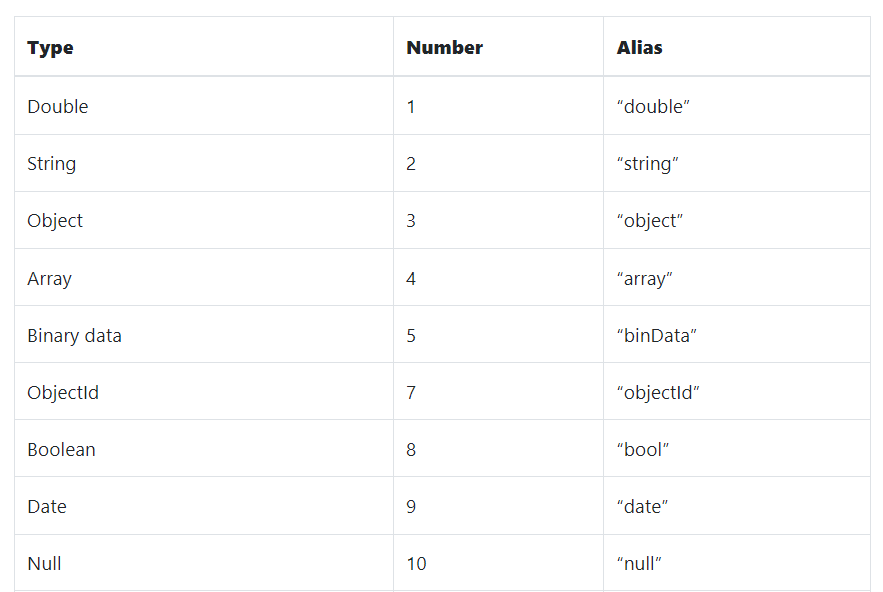 Type Number Alias
Double 1 “double”
String 2 “string”
Object 3 “object”
Array 4 “array”
Binary data 5 “binData”
ObjectId 7 “objectId”
Boolean 8 “bool”
Date 9 “date”
Null 10 “null”